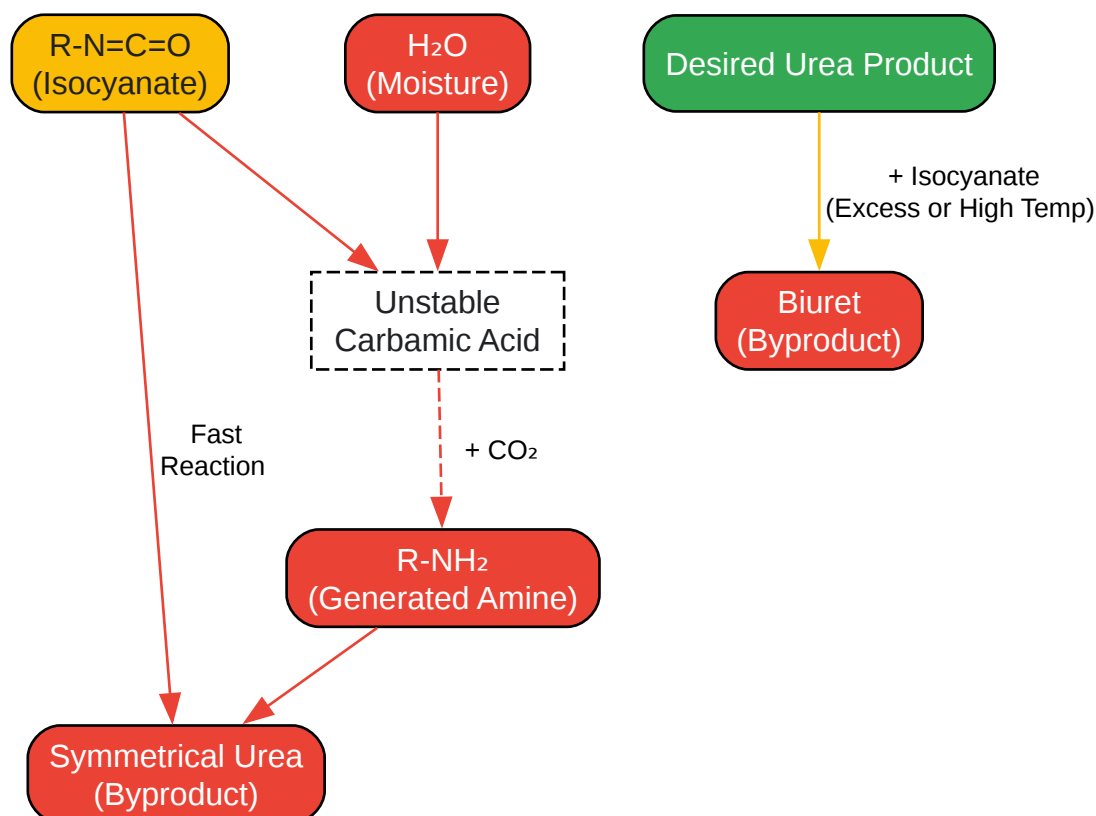 R-N=C=O
(Isocyanate)
H₂O
(Moisture)
Desired Urea Product
+ Isocyanate
(Excess or High Temp)
Unstable
Carbamic Acid
Biuret
(Byproduct)
Fast
Reaction
+ CO₂
R-NH₂
(Generated Amine)
Symmetrical Urea
(Byproduct)